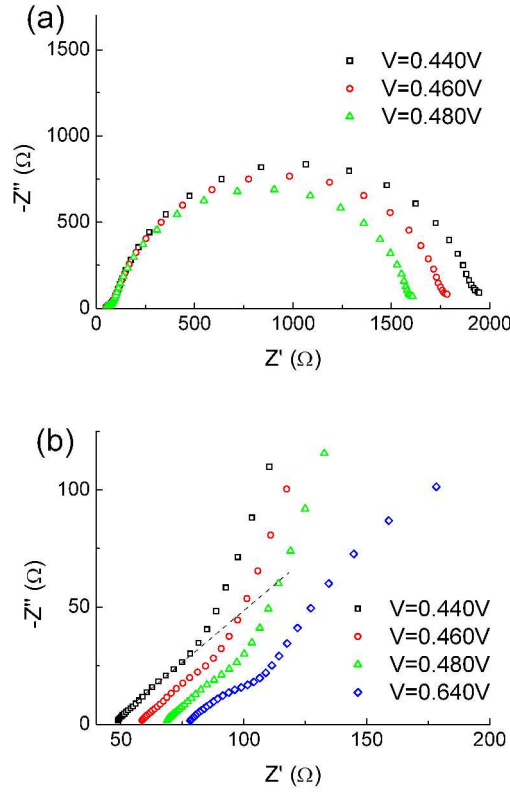 (a)
1500
1000
500
0
-Z'' (Ω)
V=0.440V
V=0.460V
V=0.480V
0 500 1000 1500 2000
Z' (Ω)
(b)
100
50
0
-Z'' (Ω)
V=0.440V
V=0.460V
V=0.480V
V=0.640V
50 100 150 200
Z' (Ω)